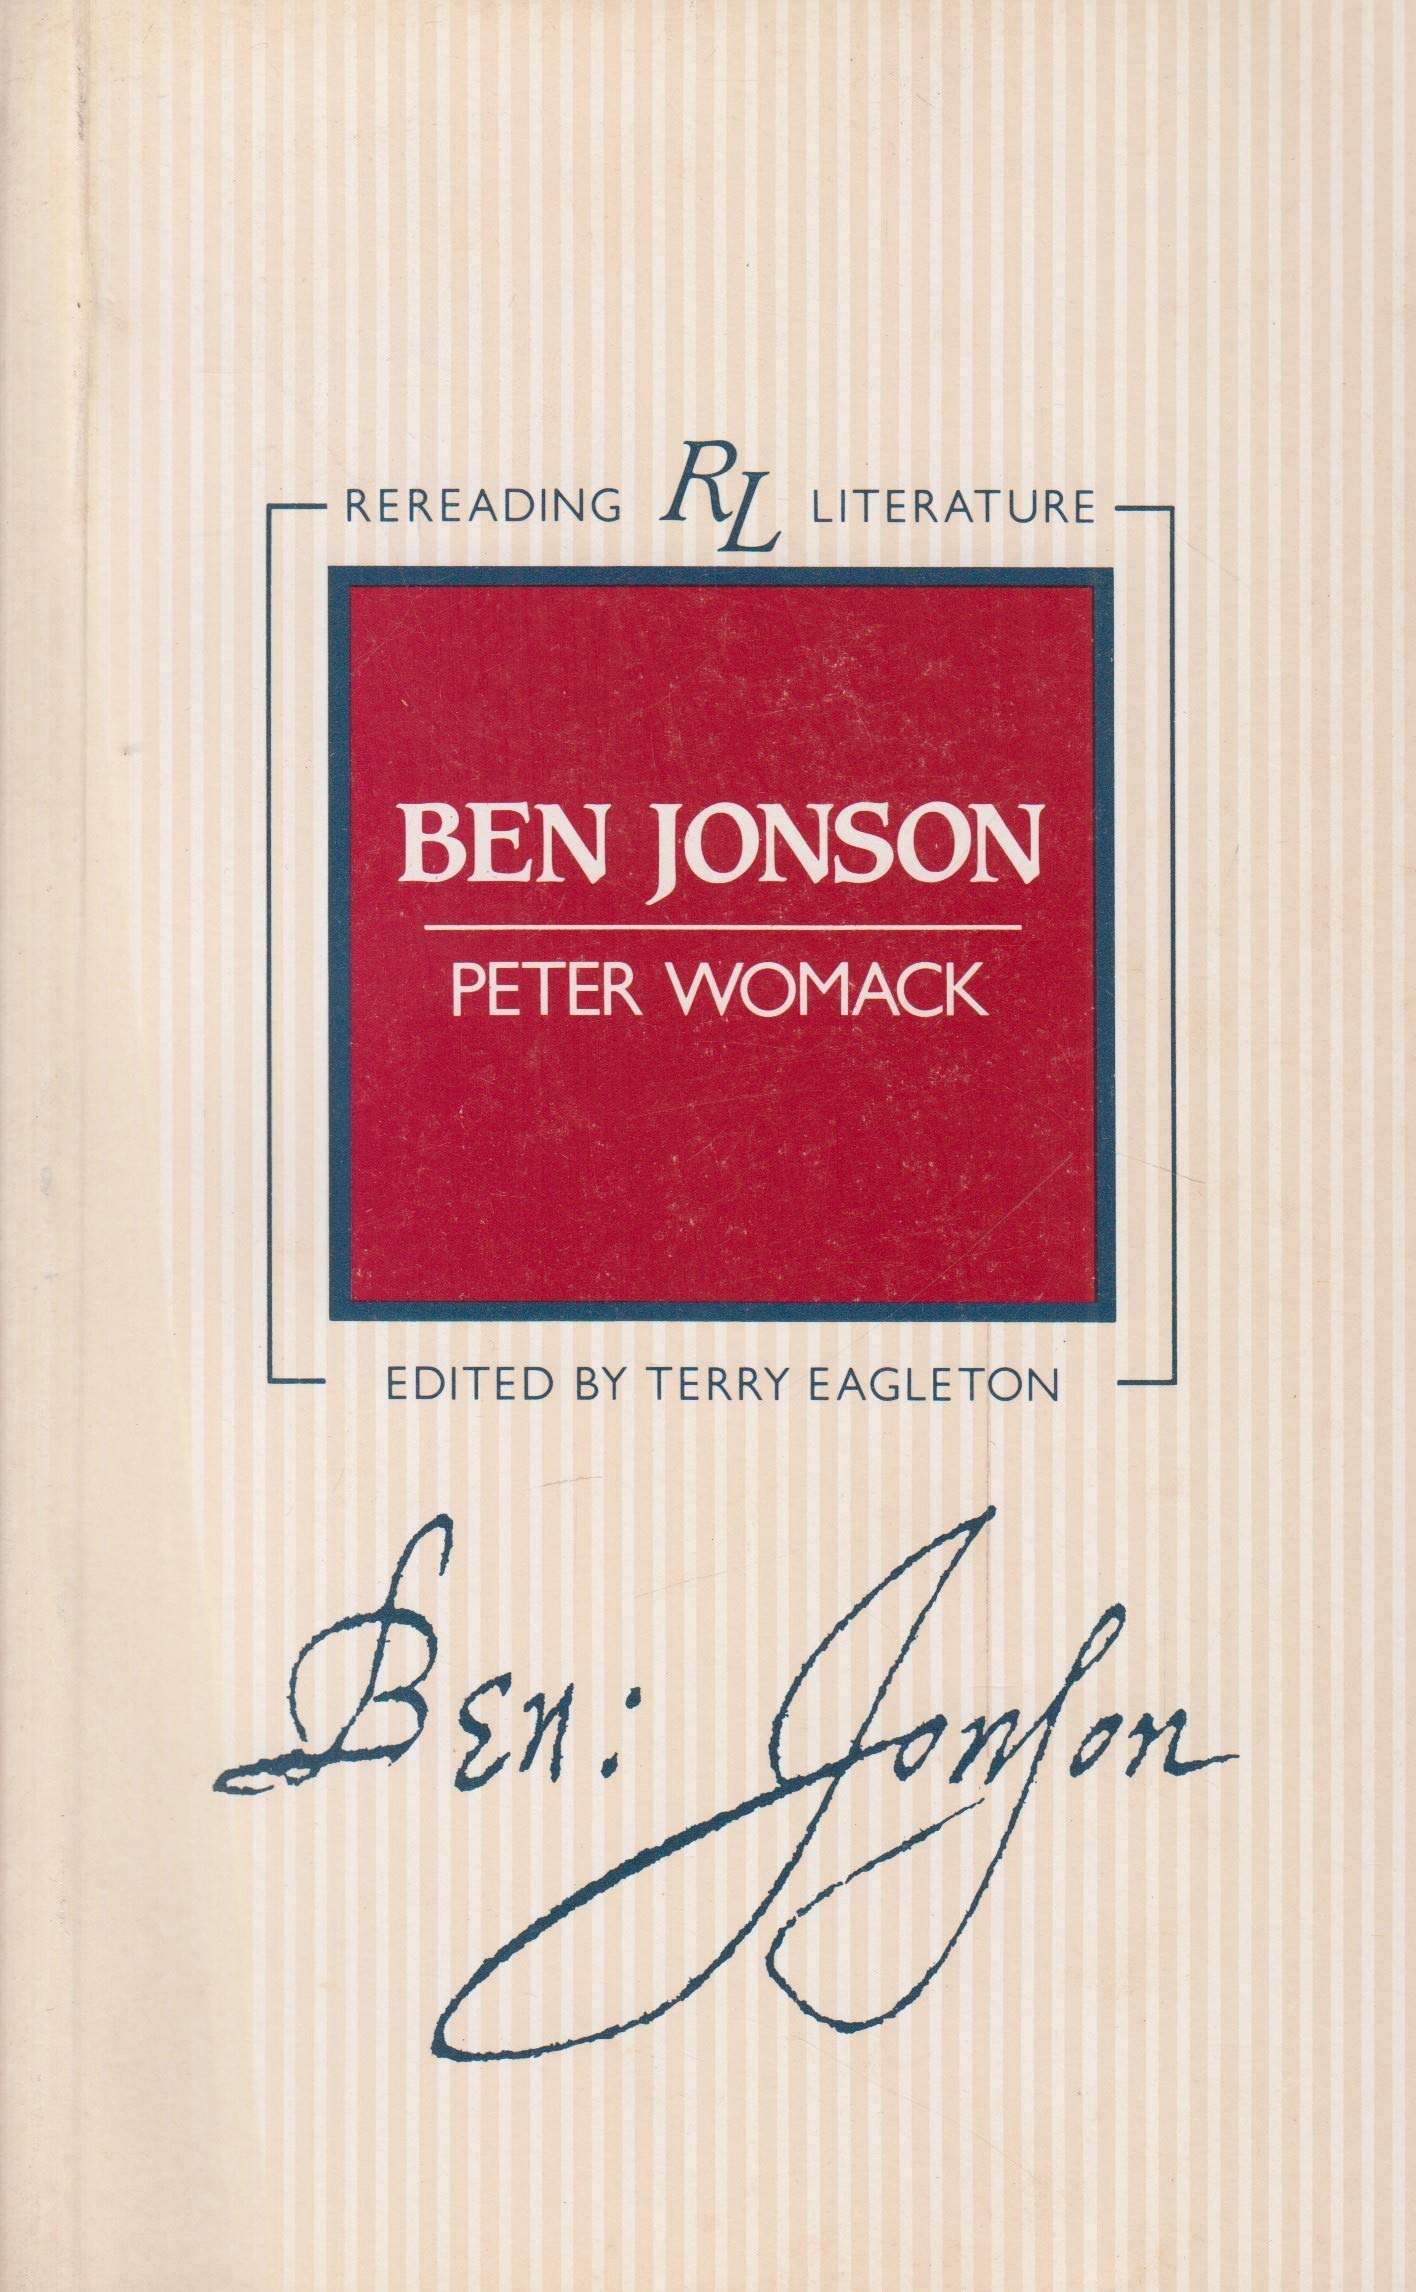 REREADING RL LITERATURE
BEN JONSON
PETER WOMACK
EDITED BY TERRY EAGLETON
Ben: Jonſon